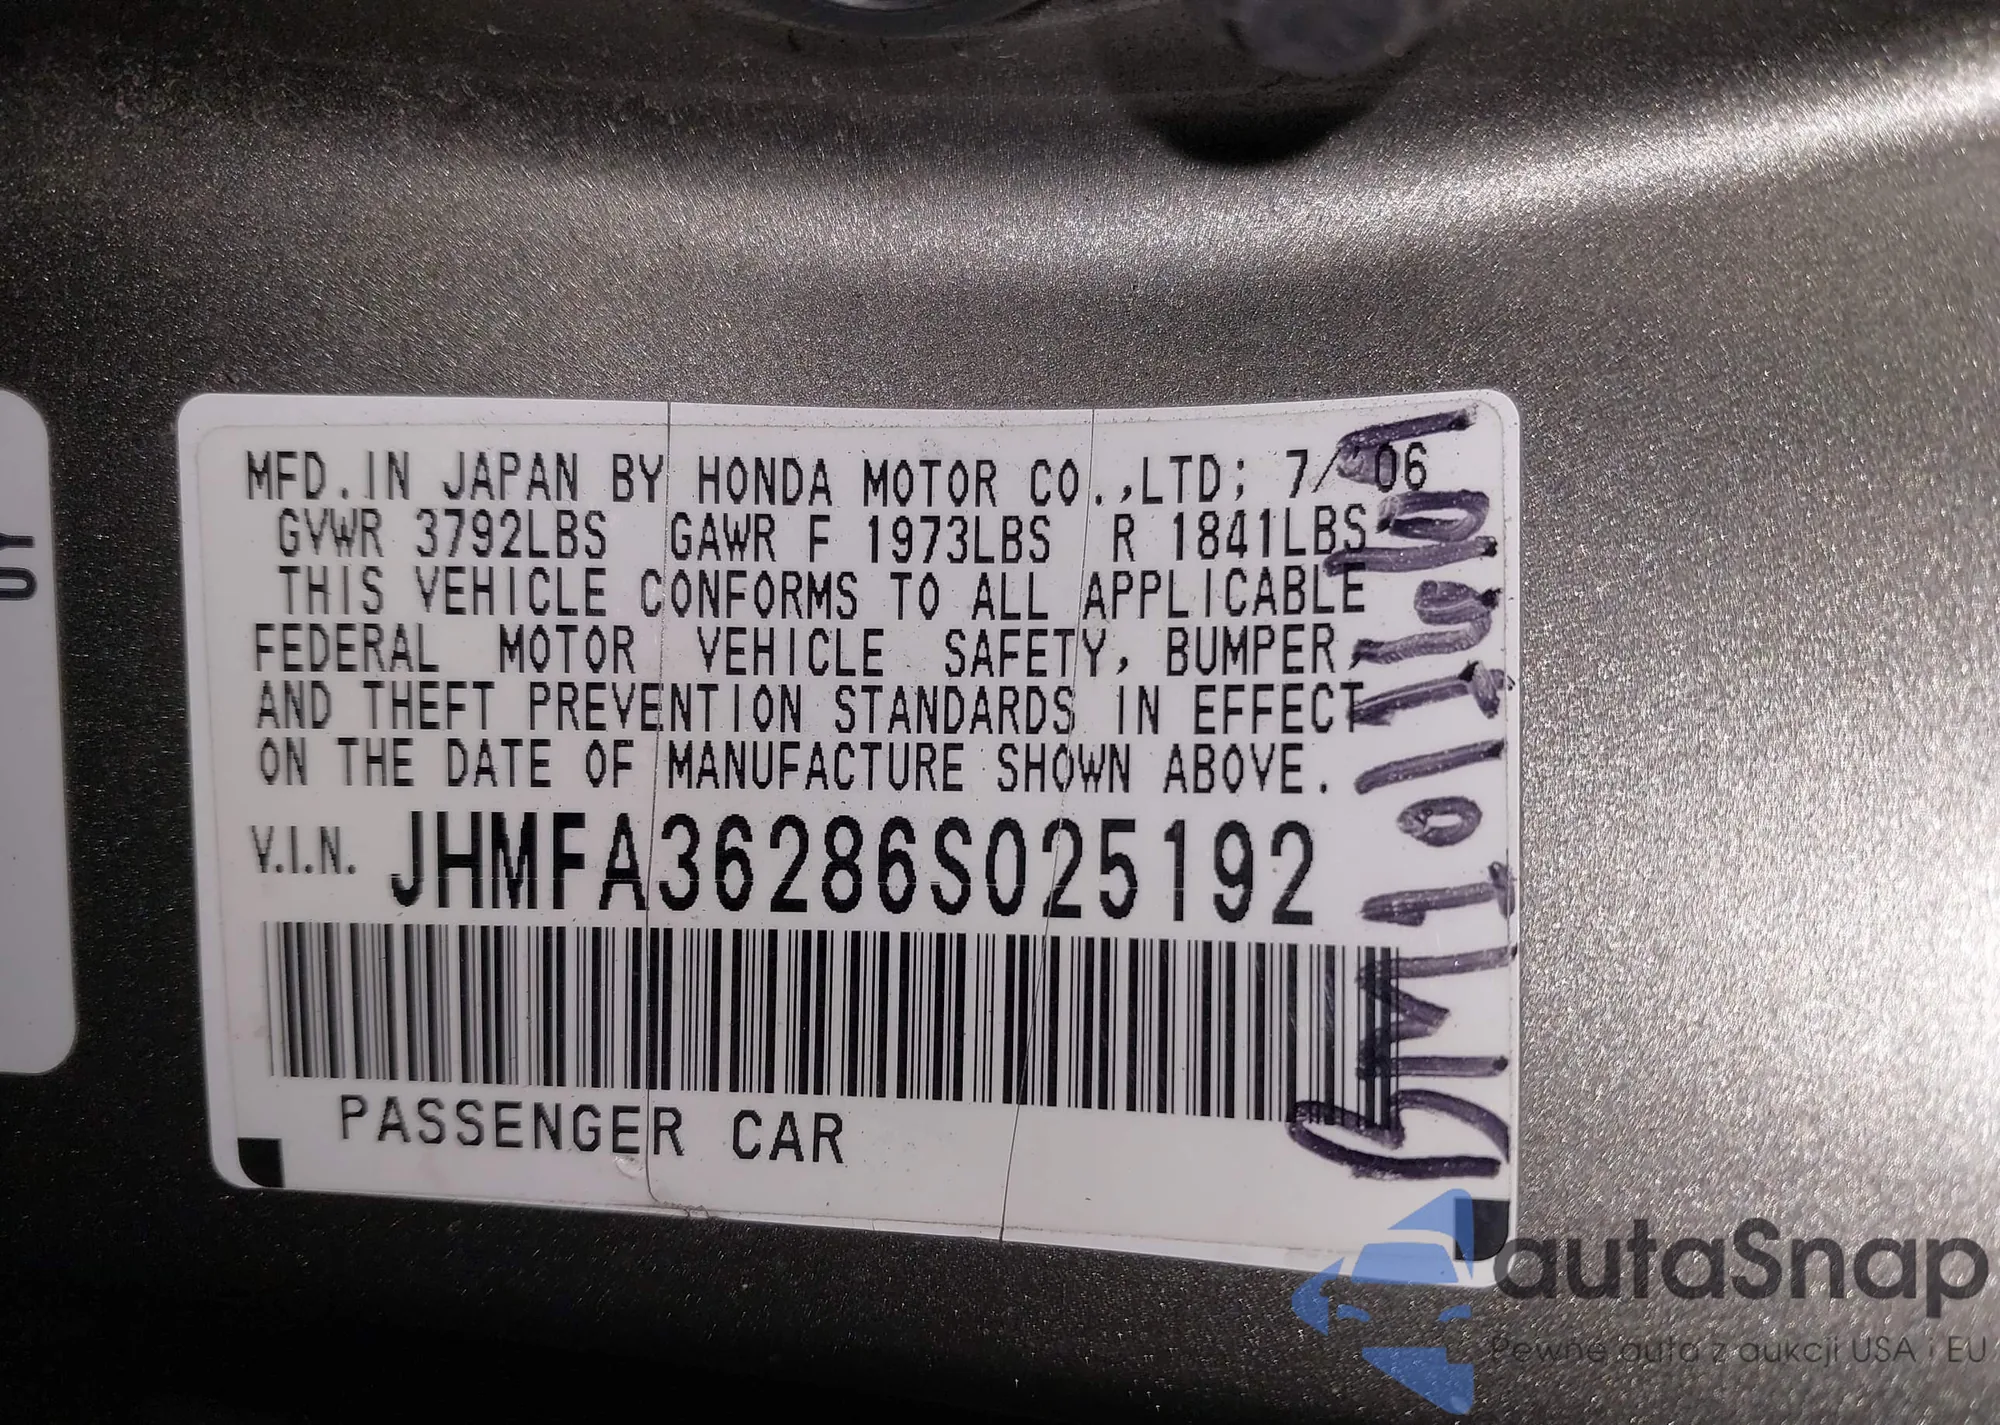 MFD. IN JAPAN BY HONDA MOTOR CO.,LTD; 7/06
GVWR 3792LBS GAWR F 1973LBS R 1841LBS
THIS VEHICLE CONFORMS TO ALL APPLICABLE
FEDERAL MOTOR VEHICLE SAFETY, BUMPER,
AND THEFT PREVENTION STANDARDS IN EFFECT
ON THE DATE OF MANUFACTURE SHOWN ABOVE.
V.I.N. JHMFA36286S025192
PASSENGER CAR
autaSnap
Pewne auta z aukcji USA i EU